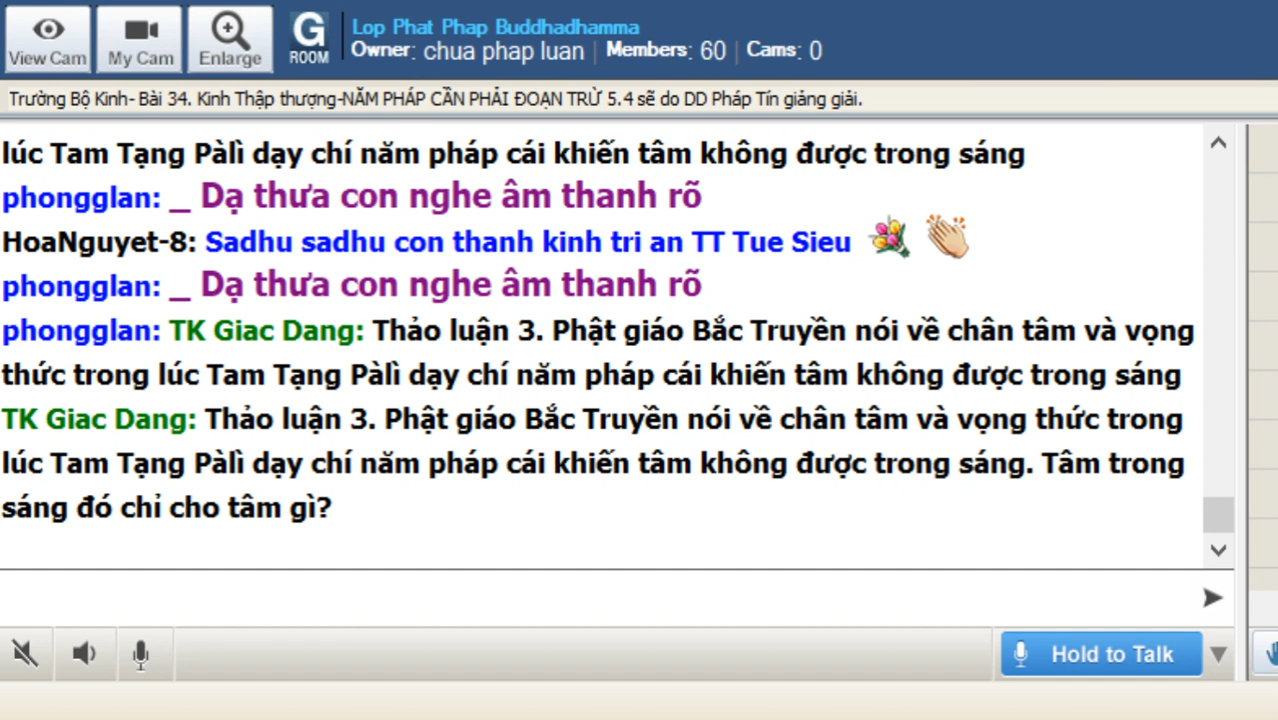 View Cam
My Cam
Enlarge
G
ROOM
Lop Phat Phap Buddhadhamma
Owner: chua phap luan | Members: 60 | Cams: 0
Trường Bộ Kinh- Bài 34. Kinh Thập thượng-NĂM PHÁP CẦN PHẢI ĐOẠN TRỪ 5.4 sẽ do DD Pháp Tín giảng giải.
lúc Tam Tạng Pàlì dạy chí năm pháp cái khiến tâm không được trong sáng
phongglan: _ Dạ thưa con nghe âm thanh rõ
HoaNguyet-8: Sadhu sadhu con thanh kinh tri an TT Tue Sieu
phongglan: _ Dạ thưa con nghe âm thanh rõ
phongglan: TK Giac Dang: Thảo luận 3. Phật giáo Bắc Truyền nói về chân tâm và vọng
thức trong lúc Tam Tạng Pàlì dạy chí năm pháp cái khiến tâm không được trong sáng
TK Giac Dang: Thảo luận 3. Phật giáo Bắc Truyền nói về chân tâm và vọng thức trong
lúc Tam Tạng Pàlì dạy chí năm pháp cái khiến tâm không được trong sáng. Tâm trong
sáng đó chỉ cho tâm gì?
Hold to Talk